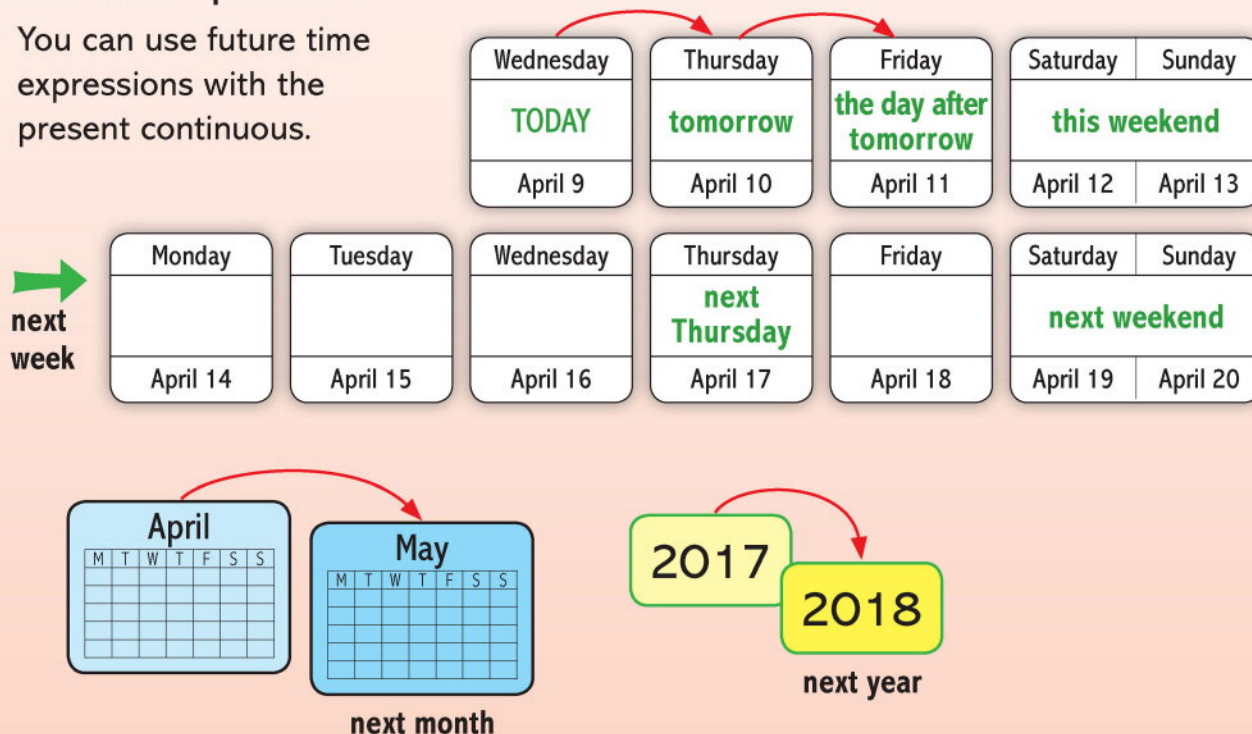 You can use future time
expressions with the
present continuous.
Wednesday
TODAY
April 9
Thursday
tomorrow
April 10
Friday
the day after
tomorrow
April 11
Saturday Sunday
this weekend
April 12 April 13
next
week
Monday
April 14
Tuesday
April 15
Wednesday
April 16
Thursday
next
Thursday
April 17
Friday
April 18
Saturday Sunday
next weekend
April 19 April 20
April
M T W T F S S
May
M T W T F S S
next month
2017
2018
next year